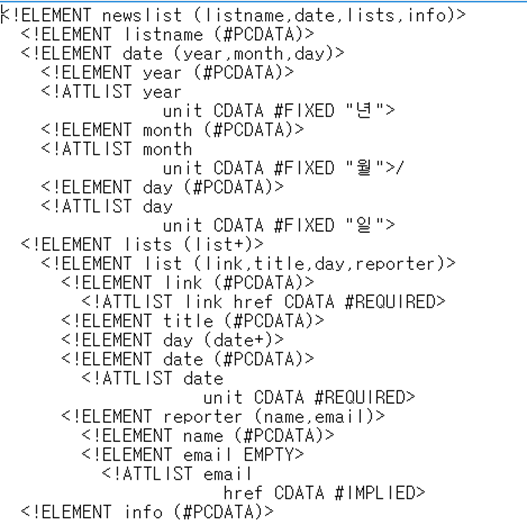 <!ELEMENT newslist (listname,date,lists,info)>
<!ELEMENT listname (#PCDATA)>
<!ELEMENT date (year,month,day)>
<!ELEMENT year (#PCDATA)>
<!ATTLIST year
unit CDATA #FIXED "년">
<!ELEMENT month (#PCDATA)>
<!ATTLIST month
unit CDATA #FIXED "월">/
<!ELEMENT day (#PCDATA)>
<!ATTLIST day
unit CDATA #FIXED "일">
<!ELEMENT lists (list+)>
<!ELEMENT list (link,title,day,reporter)>
<!ELEMENT link (#PCDATA)>
<!ATTLIST link href CDATA #REQUIRED>
<!ELEMENT title (#PCDATA)>
<!ELEMENT day (date+)>
<!ELEMENT date (#PCDATA)>
<!ATTLIST date
unit CDATA #REQUIRED>
<!ELEMENT reporter (name,email)>
<!ELEMENT name (#PCDATA)>
<!ELEMENT email EMPTY>
<!ATTLIST email
href CDATA #IMPLIED>
<!ELEMENT info (#PCDATA)>